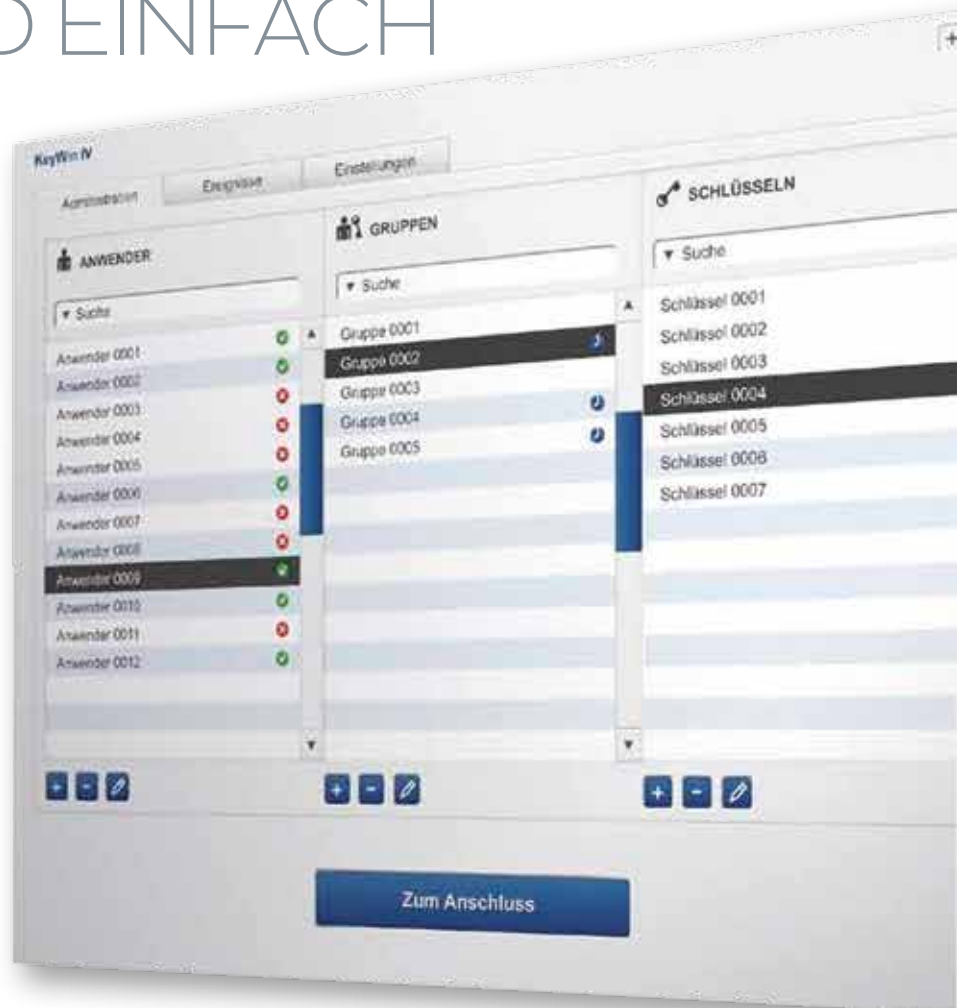 D EINFACH
KeyWin IV
Administration
Ereignisse
Einstellungen
ANWENDER
Suche
Anwender 0001
Anwender 0002
Anwender 0003
Anwender 0004
Anwender 0005
Anwender 0006
Anwender 0007
Anwender 0008
Anwender 0009
Anwender 0010
Anwender 0011
Anwender 0012
GRUPPEN
Suche
Gruppe 0001
Gruppe 0002
Gruppe 0003
Gruppe 0004
Gruppe 0005
SCHLÜSSELN
Suche
Schlüssel 0001
Schlüssel 0002
Schlüssel 0003
Schlüssel 0004
Schlüssel 0005
Schlüssel 0006
Schlüssel 0007
Zum Anschluss